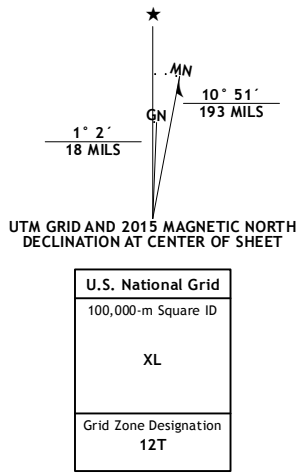 ★
MN
10° 51´
193 MILS
GN
1° 2´
18 MILS
UTM GRID AND 2015 MAGNETIC NORTH
DECLINATION AT CENTER OF SHEET
U.S. National Grid
100,000-m Square ID
XL
Grid Zone Designation
12T